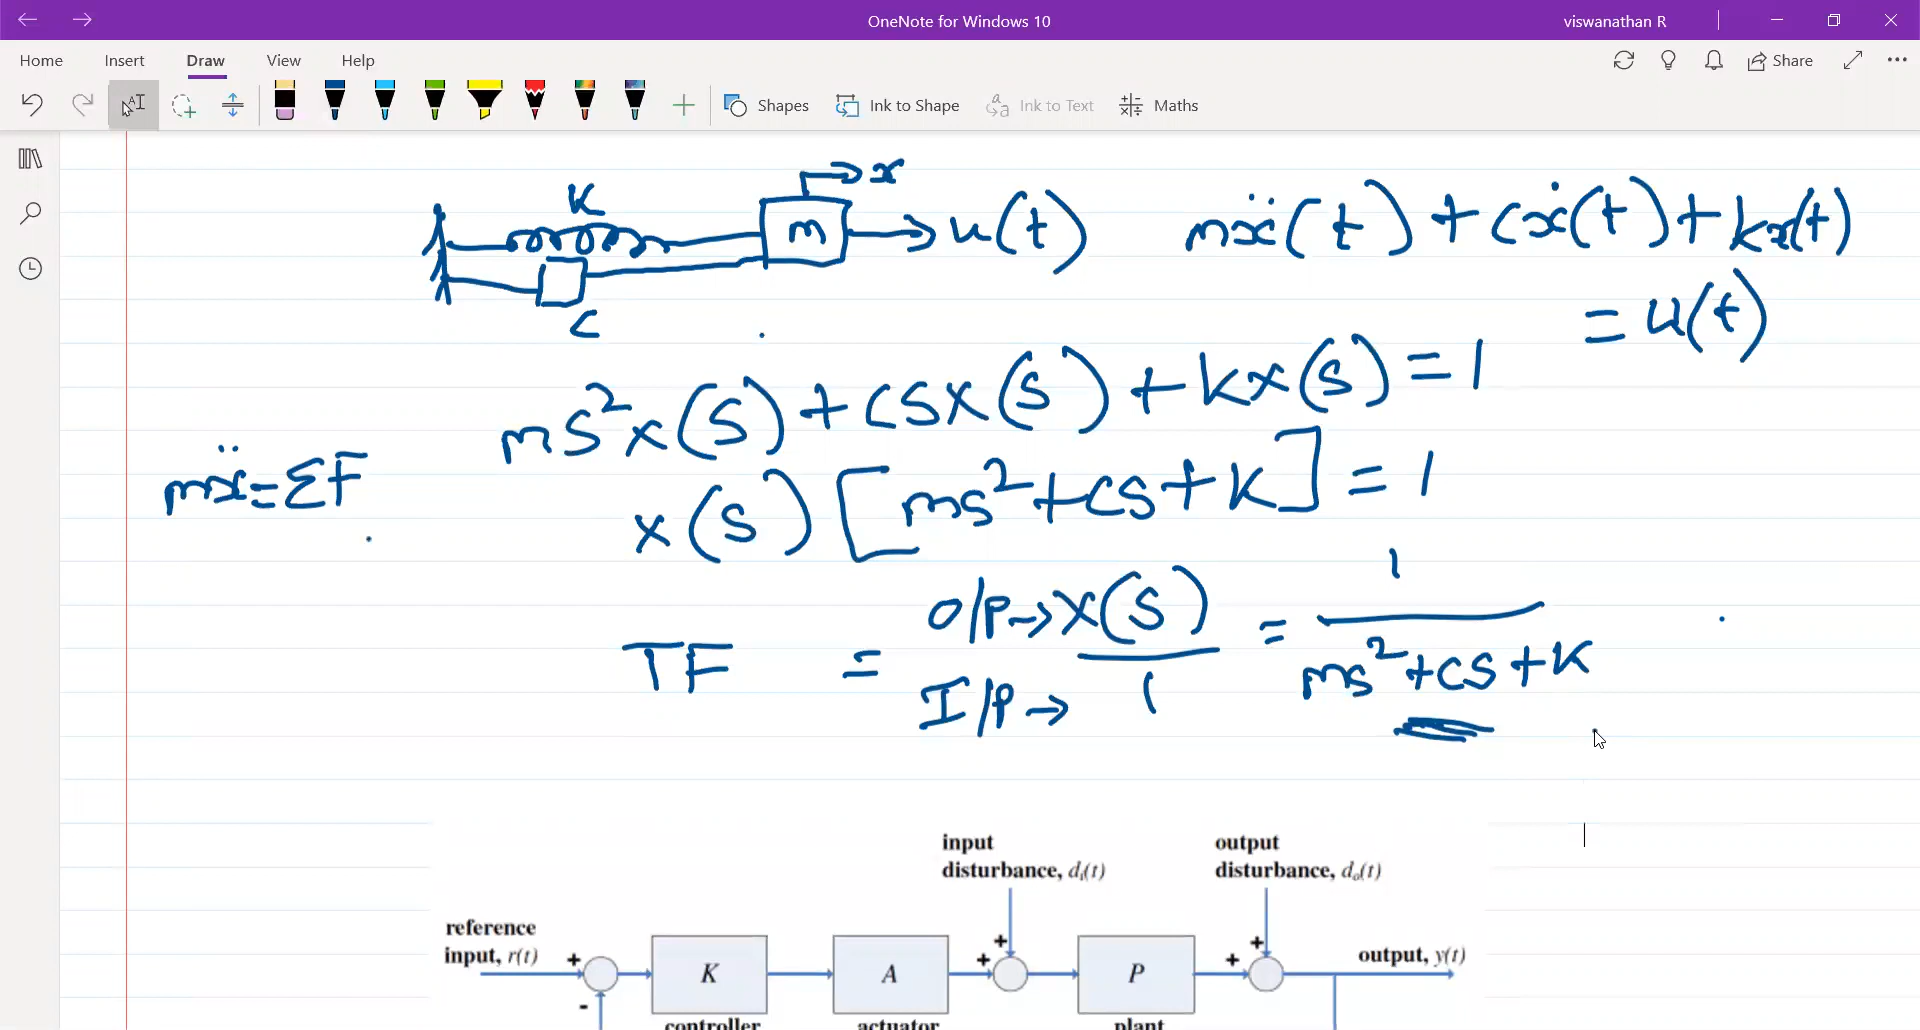 OneNote for Windows 10
viswanathan R
Home Insert Draw View Help
Share
Shapes Ink to Shape Ink to Text Maths
K
m
x
u(t)
C
mẍ(t) + cẋ(t) + kx(t)
= u(t)
ms²x(s) + csx(s) + kx(s) = 1
mẍ = ΣF
x(s) [ms² + cs + k] = 1
TF = O/P → x(s) / I/P → 1 = 1 / ms² + cs + k
input
disturbance, dᵢ(t)
output
disturbance, dₒ(t)
reference
input, r(t)
+
-
K
controller
A
actuator
+
+
P
plant
+
+
output, y(t)